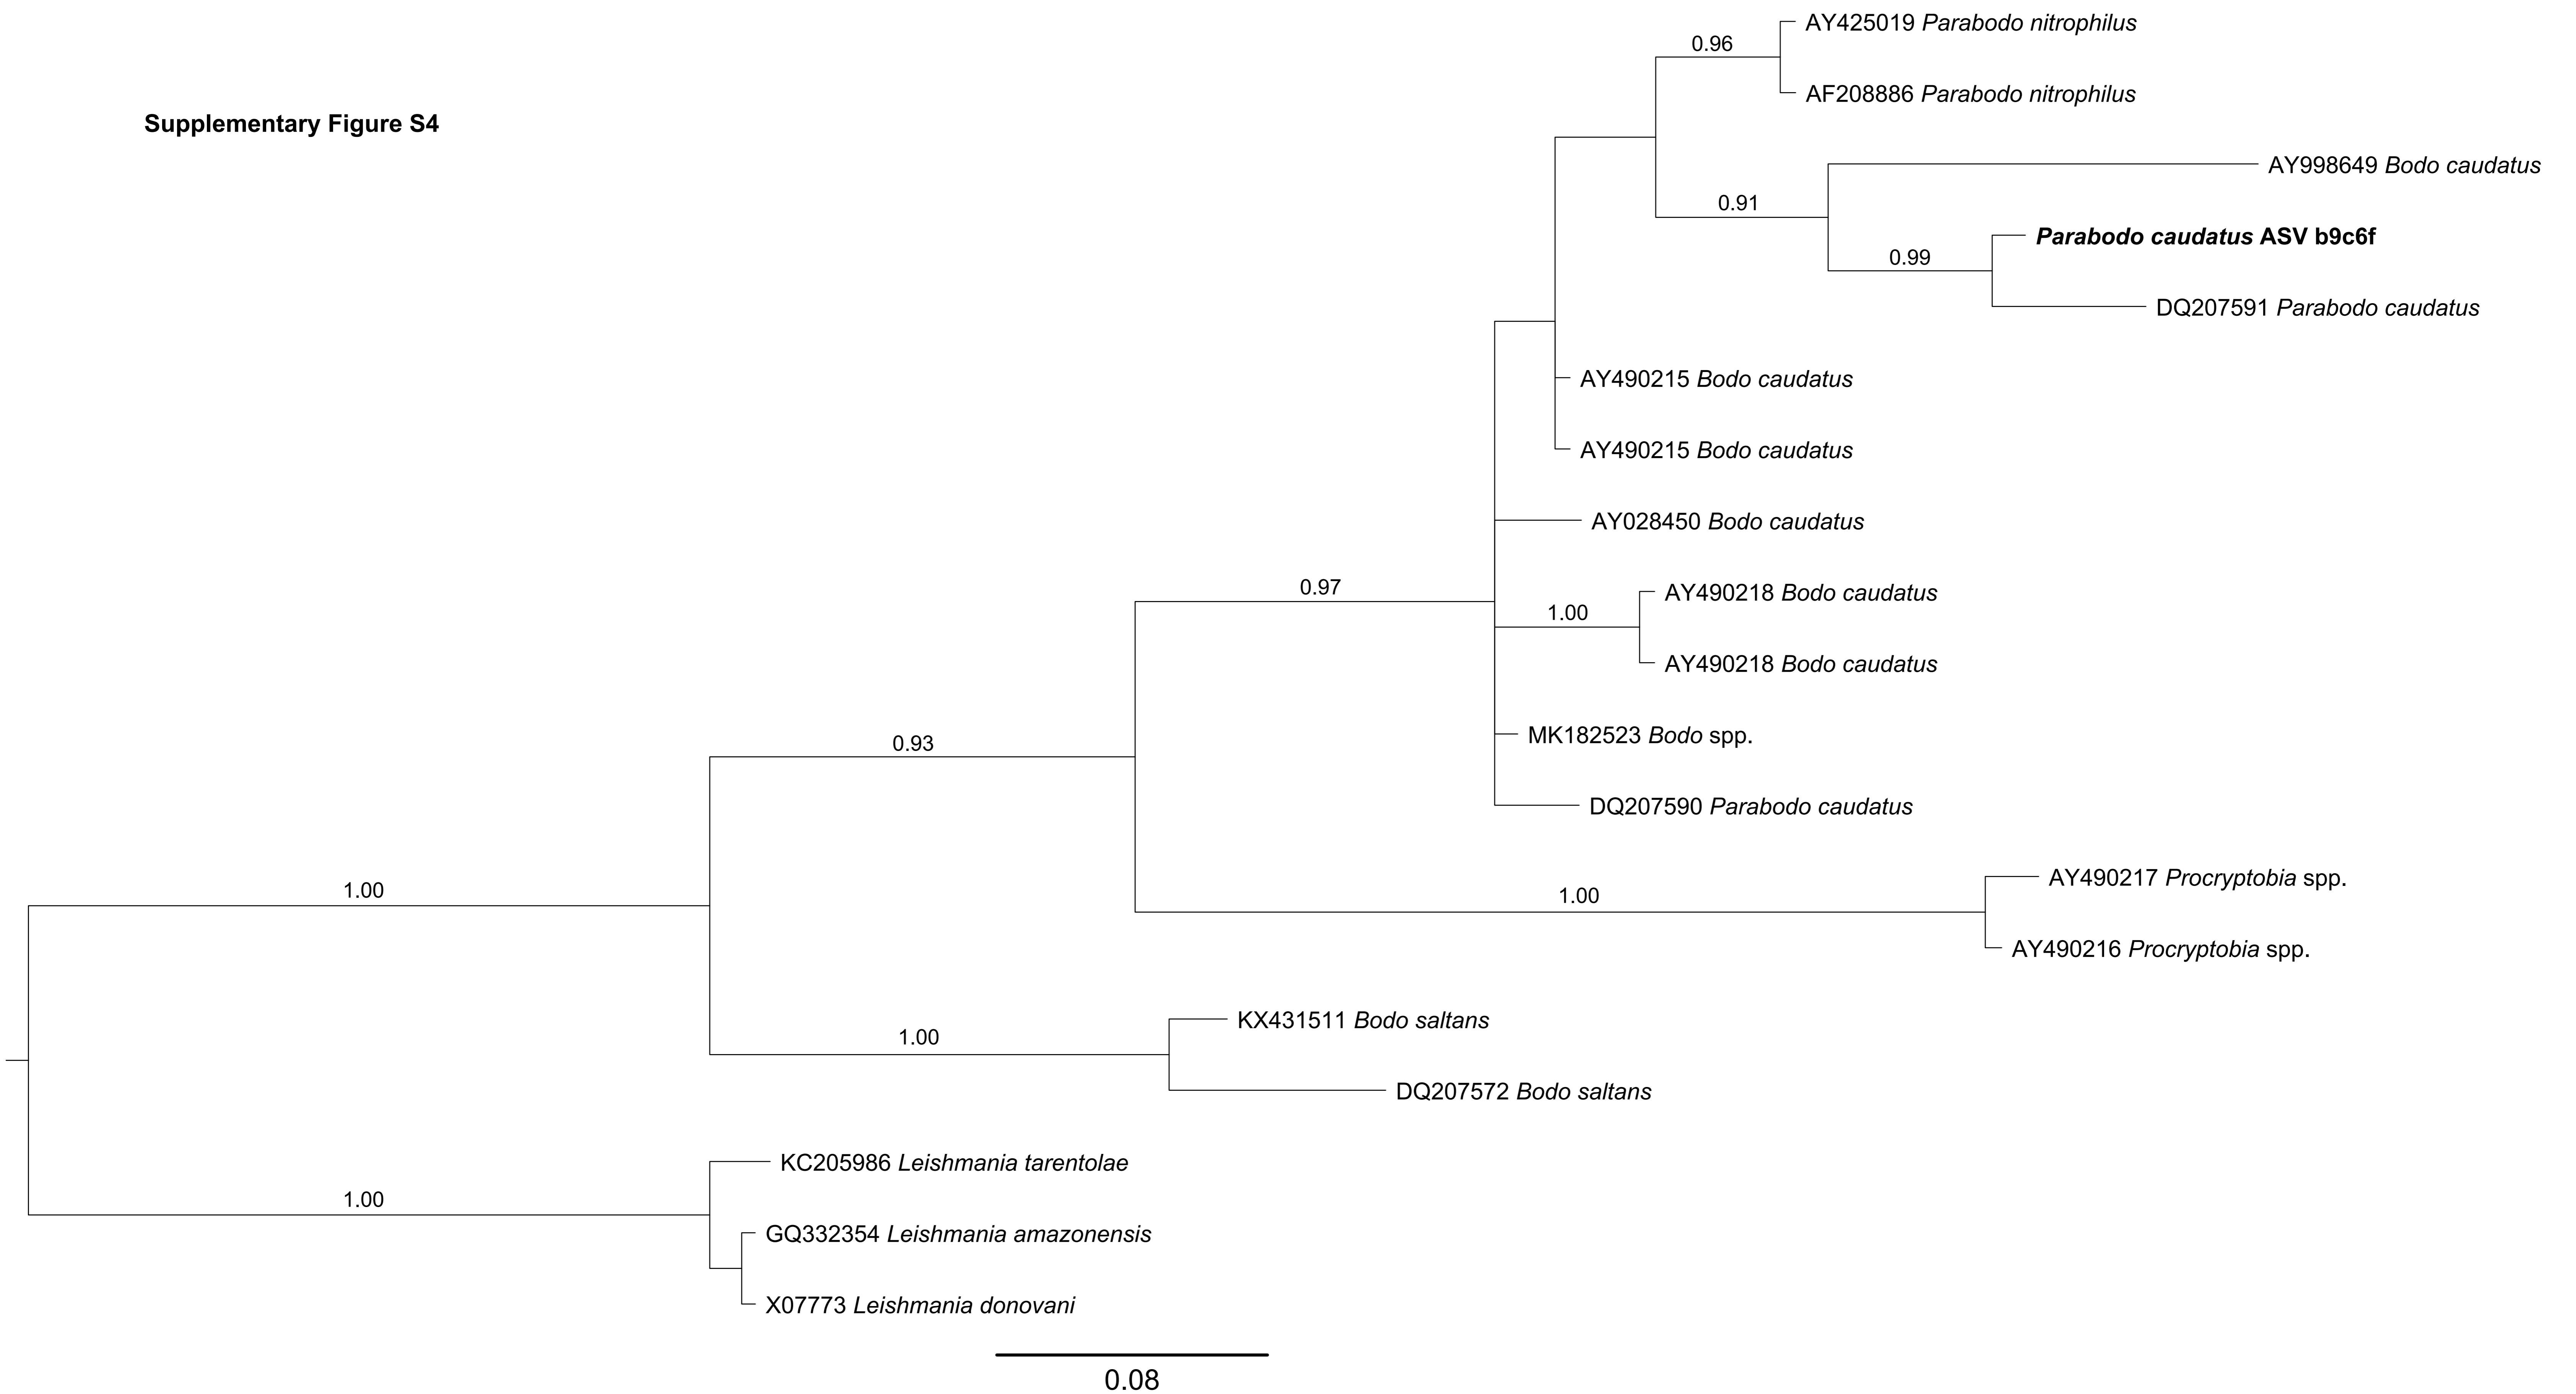 AY425019 Parabodo nitrophilus
0.96
AF208886 Parabodo nitrophilus
Supplementary Figure S4
AY998649 Bodo caudatus
0.91
Parabodo caudatus ASV b9c6f
0.99
DQ207591 Parabodo caudatus
AY490215 Bodo caudatus
AY490215 Bodo caudatus
AY028450 Bodo caudatus
0.97
AY490218 Bodo caudatus
1.00
AY490218 Bodo caudatus
MK182523 Bodo spp.
0.93
DQ207590 Parabodo caudatus
AY490217 Procryptobia spp.
1.00
1.00
AY490216 Procryptobia spp.
KX431511 Bodo saltans
1.00
DQ207572 Bodo saltans
KC205986 Leishmania tarentolae
1.00
GQ332354 Leishmania amazonensis
X07773 Leishmania donovani
0.08